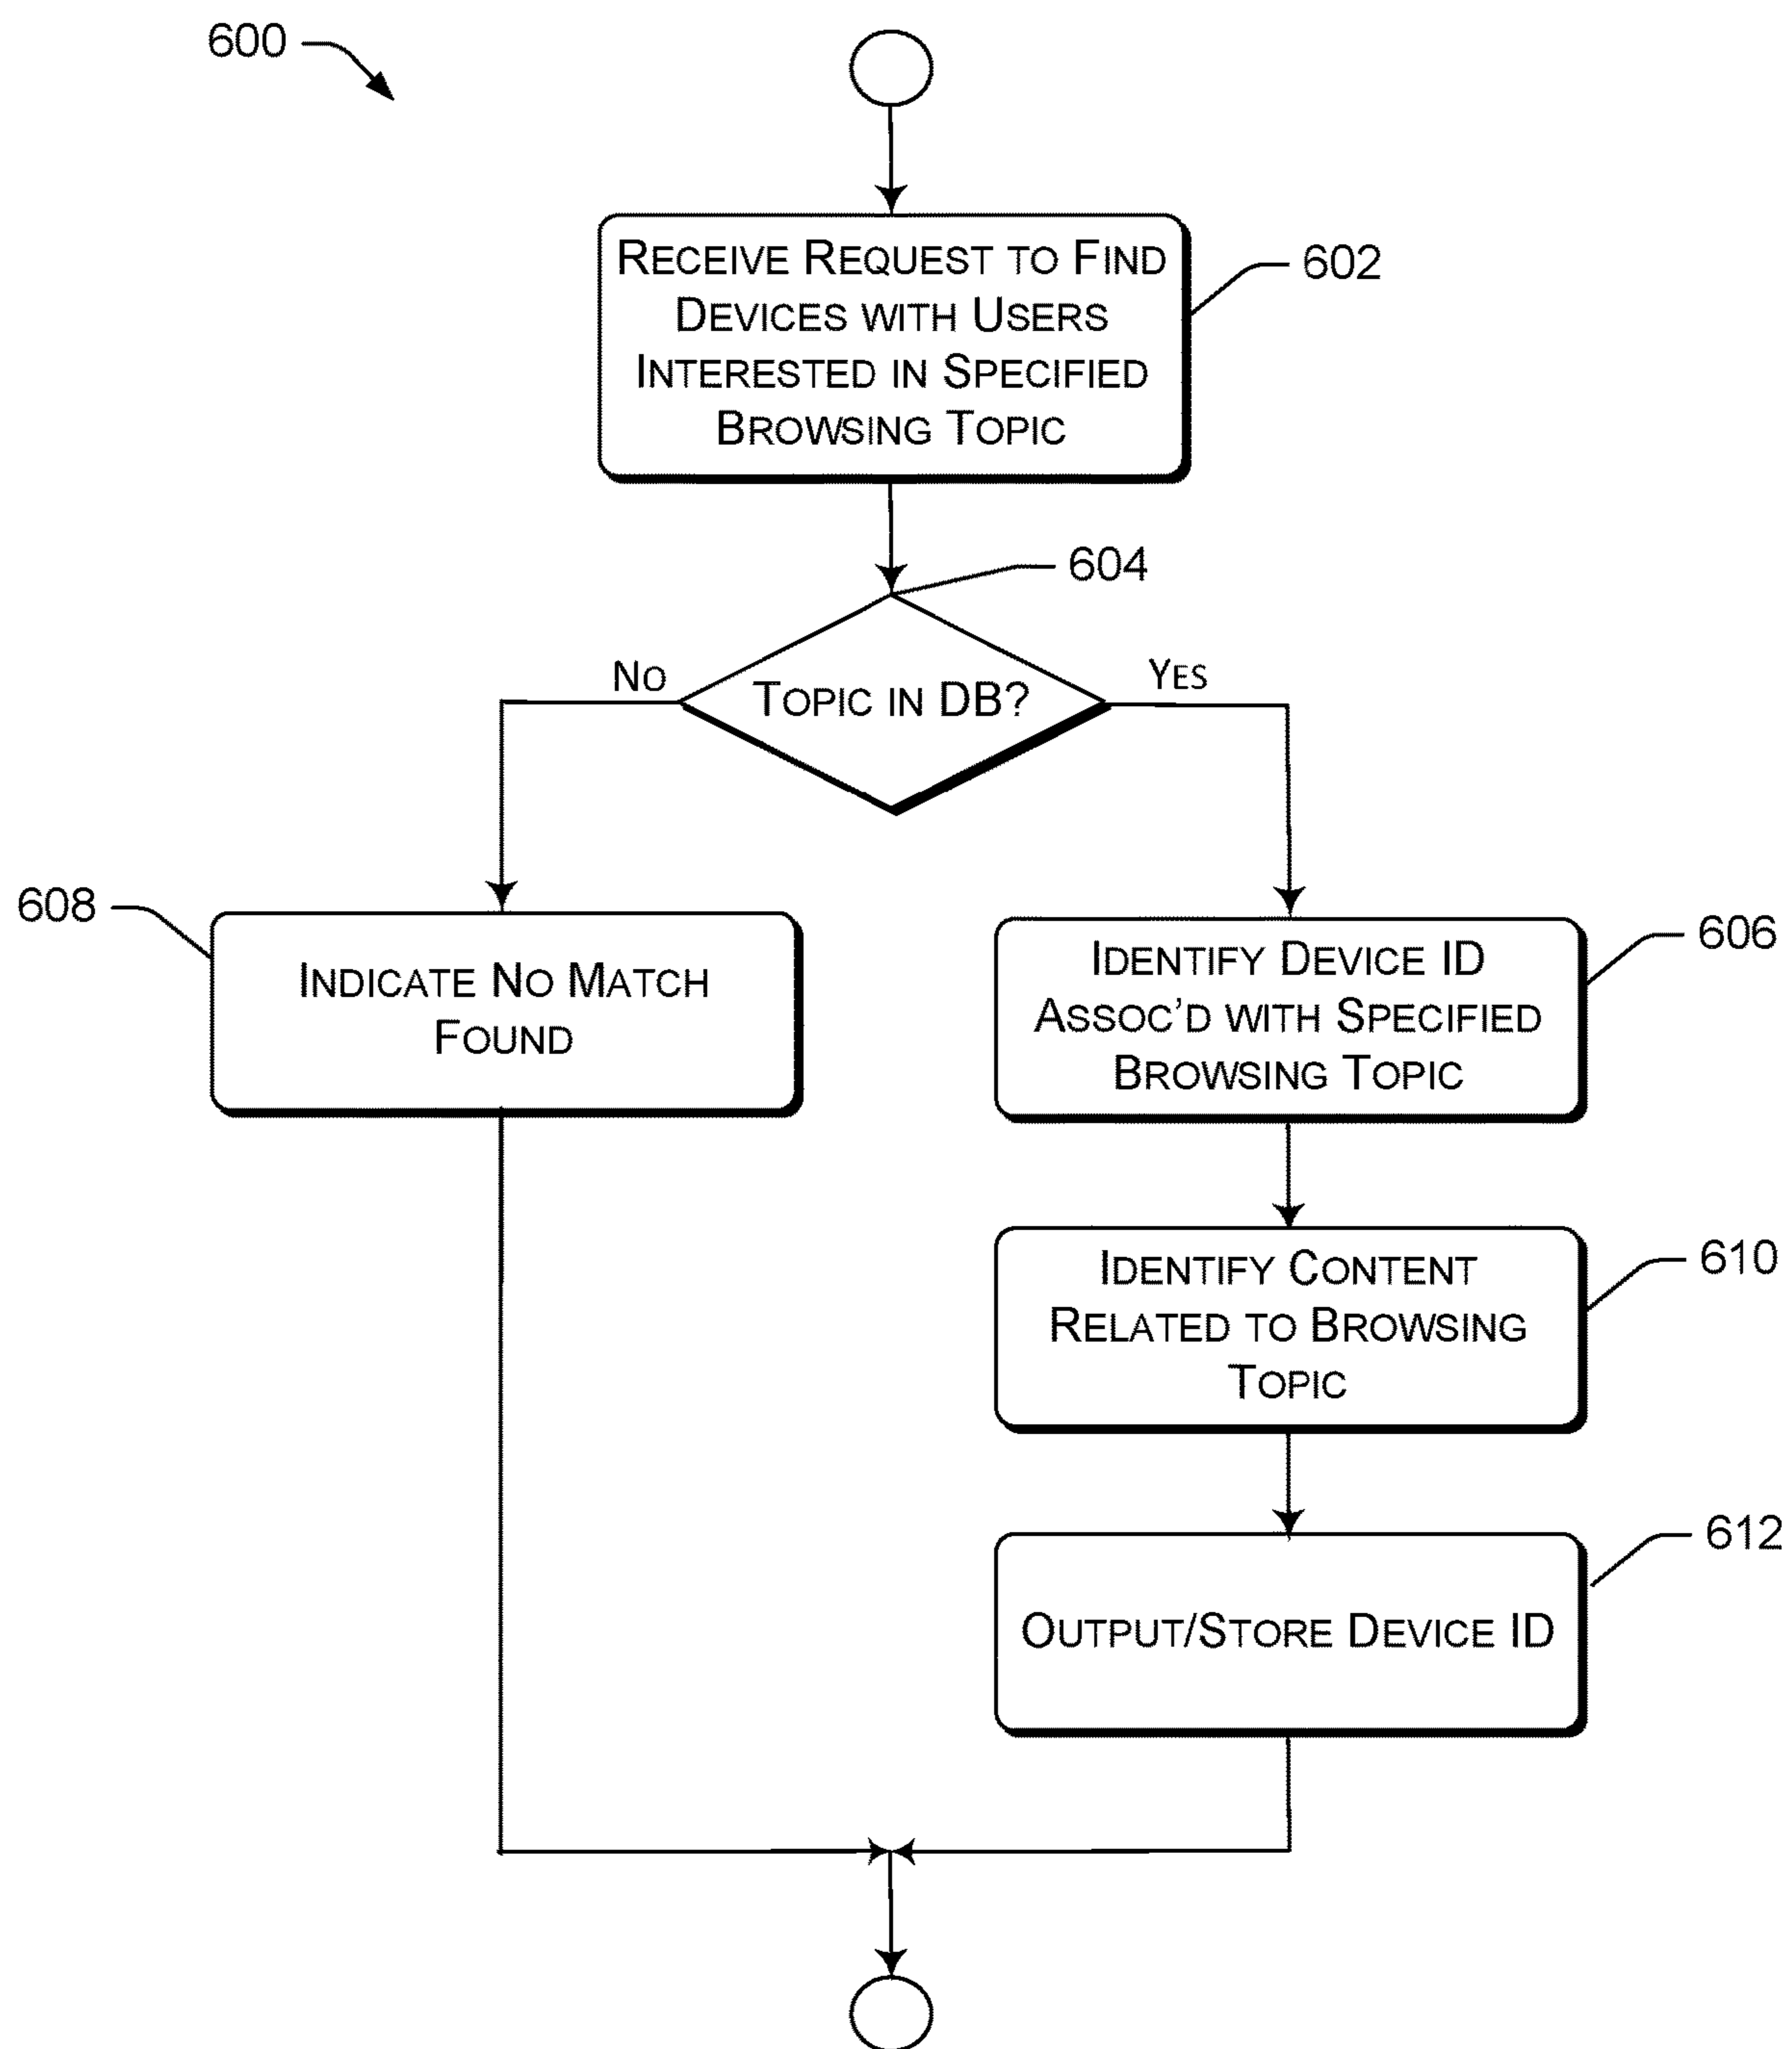 600
RECEIVE REQUEST TO FIND
DEVICES WITH USERS
INTERESTED IN SPECIFIED
BROWSING TOPIC
602
604
NO
TOPIC IN DB?
YES
608
INDICATE NO MATCH
FOUND
IDENTIFY DEVICE ID
ASSOC'D WITH SPECIFIED
BROWSING TOPIC
606
IDENTIFY CONTENT
RELATED TO BROWSING
TOPIC
610
OUTPUT/STORE DEVICE ID
612